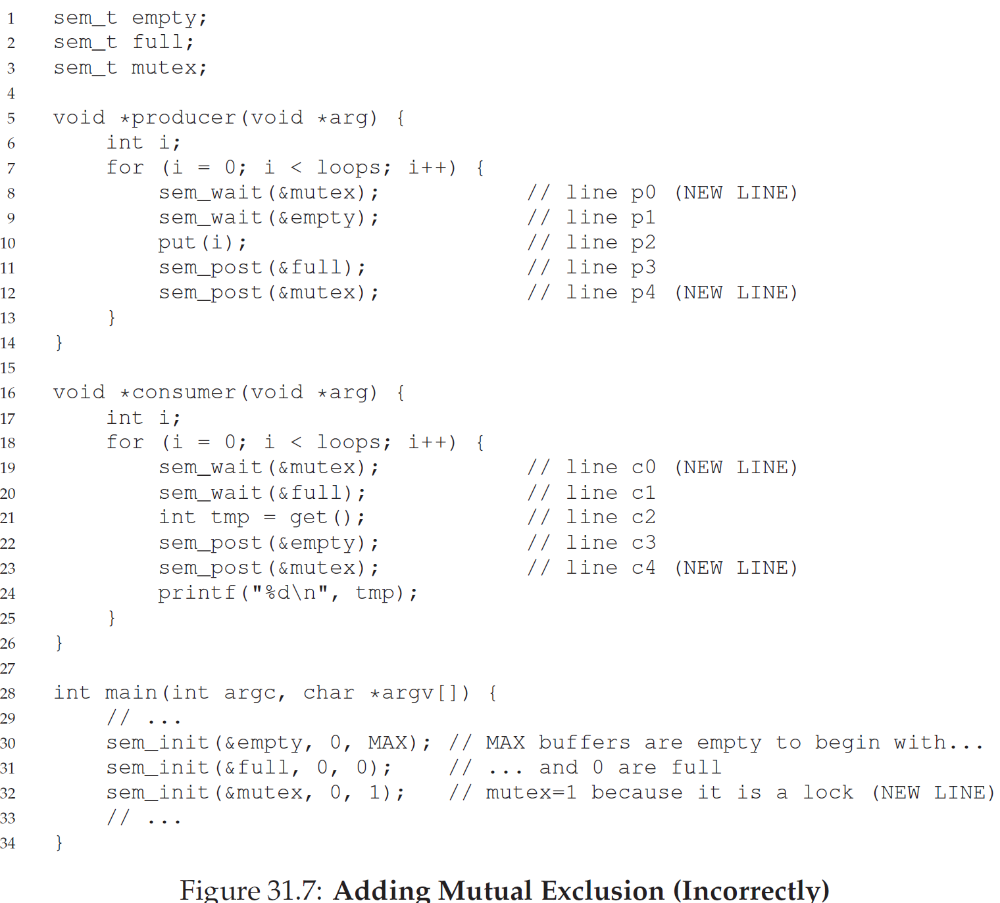 1 sem_t empty;
2 sem_t full;
3 sem_t mutex;
4
5 void *producer(void *arg) {
6     int i;
7     for (i = 0; i < loops; i++) {
8         sem_wait(&mutex);           // line p0 (NEW LINE)
9         sem_wait(&empty);           // line p1
10         put(i);                     // line p2
11         sem_post(&full);            // line p3
12         sem_post(&mutex);           // line p4 (NEW LINE)
13     }
14 }
15
16 void *consumer(void *arg) {
17     int i;
18     for (i = 0; i < loops; i++) {
19         sem_wait(&mutex);           // line c0 (NEW LINE)
20         sem_wait(&full);            // line c1
21         int tmp = get();            // line c2
22         sem_post(&empty);           // line c3
23         sem_post(&mutex);           // line c4 (NEW LINE)
24         printf("%d\n", tmp);
25     }
26 }
27
28 int main(int argc, char *argv[]) {
29     // ...
30     sem_init(&empty, 0, MAX); // MAX buffers are empty to begin with...
31     sem_init(&full, 0, 0);    // ... and 0 are full
32     sem_init(&mutex, 0, 1);   // mutex=1 because it is a lock (NEW LINE)
33     // ...
34 }
Figure 31.7: Adding Mutual Exclusion (Incorrectly)